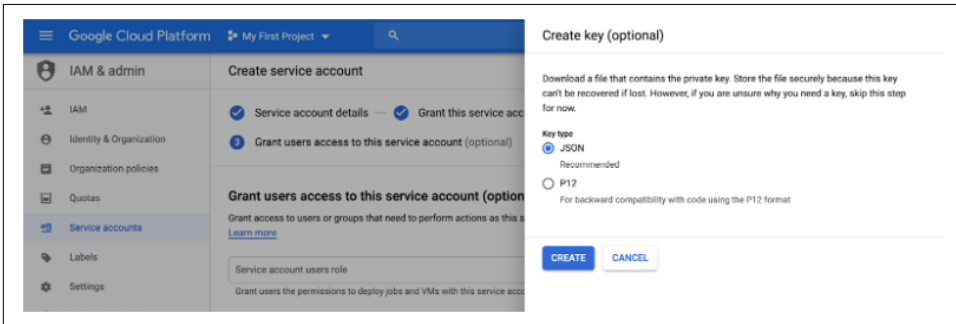 Google Cloud Platform
My First Project
IAM & admin
IAM
Identity & Organization
Organization policies
Quotas
Service accounts
Labels
Settings
Create service account
Service account details
Grant this service acc
3 Grant users access to this service account (optional)
Grant users access to this service account (option
Grant access to users or groups that need to perform actions as this s
Learn more
Service account users role
Grant users the permissions to deploy jobs and VMs with this service acco
Create key (optional)
Download a file that contains the private key. Store the file securely because this key
can't be recovered if lost. However, if you are unsure why you need a key, skip this step
for now.
Key type
JSON
Recommended
P12
For backward compatibility with code using the P12 format
CREATE
CANCEL